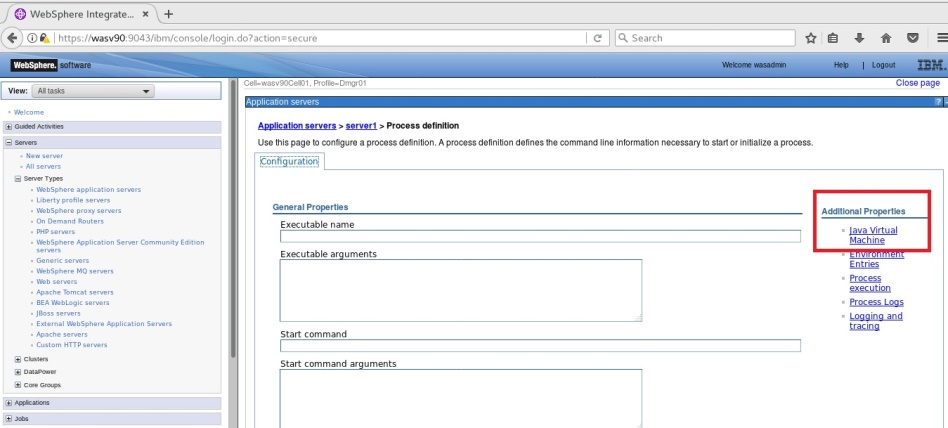 WebSphere Integrate...
https://wasv90:9043/ibm/console/login.do?action=secure
Search
WebSphere. software
Welcome wasadmin
Help | Logout
IBM.
View: All tasks
Cell=wasv90Cell01, Profile=Dmgr01
Close page
Welcome
Guided Activities
Servers
New server
All servers
Server Types
WebSphere application servers
Liberty profile servers
WebSphere proxy servers
On Demand Routers
PHP servers
WebSphere Application Server Community Edition
servers
Generic servers
WebSphere MQ servers
Web servers
Apache Tomcat servers
BEA WebLogic servers
JBoss servers
External WebSphere Application Servers
Apache servers
Custom HTTP servers
Clusters
DataPower
Core Groups
Applications
Jobs
Application servers
?
Application servers > server1 > Process definition
Use this page to configure a process definition. A process definition defines the command line information necessary to start or initialize a process.
Configuration
General Properties
Executable name
Executable arguments
Start command
Start command arguments
Additional Properties
Java Virtual
Machine
Environment
Entries
Process
execution
Process Logs
Logging and
tracing